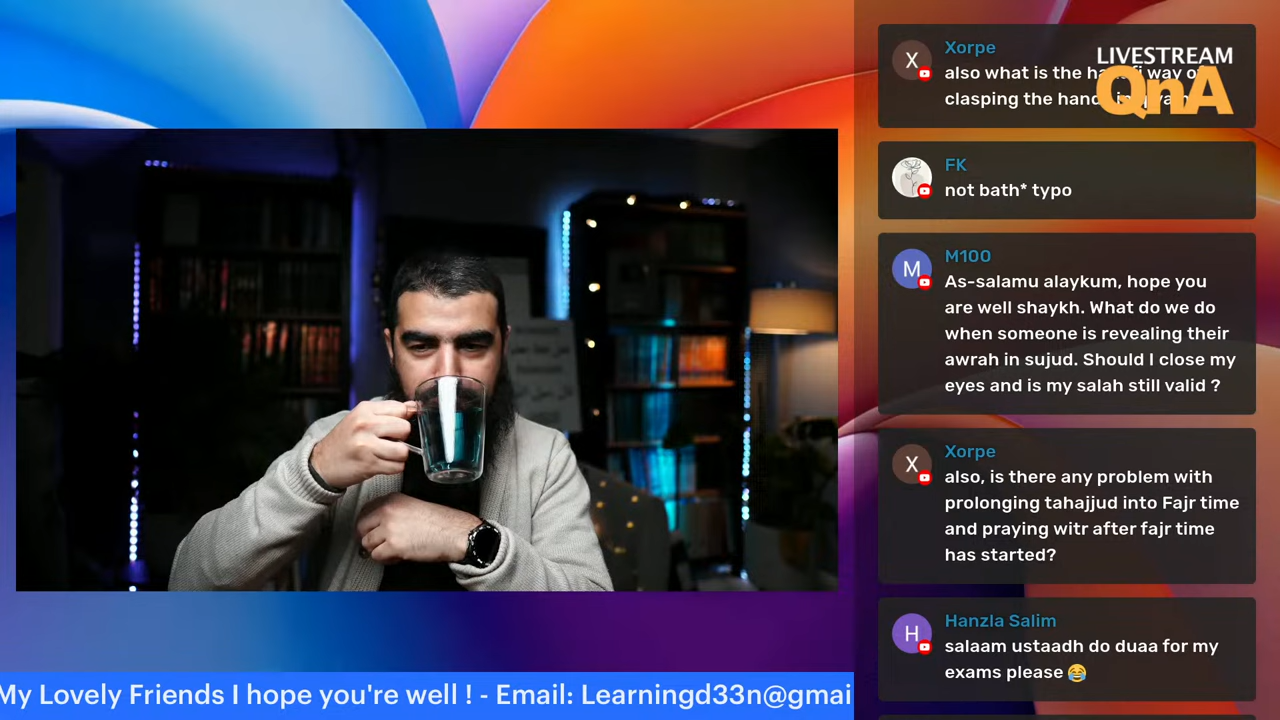 LIVESTREAM
QnA
X
Xorpe
also what is the way
clasping the hand
FK
not bath* typo
M
M100
As-salamu alaykum, hope you
are well shaykh. What do we do
when someone is revealing their
awrah in sujud. Should I close my
eyes and is my salah still valid ?
X
Xorpe
also, is there any problem with
prolonging tahajjud into Fajr time
and praying witr after fajr time
has started?
H
Hanzla Salim
salaam ustaadh do duaa for my
exams please 😂
My Lovely Friends I hope you're well ! - Email: Learningd33n@gmai